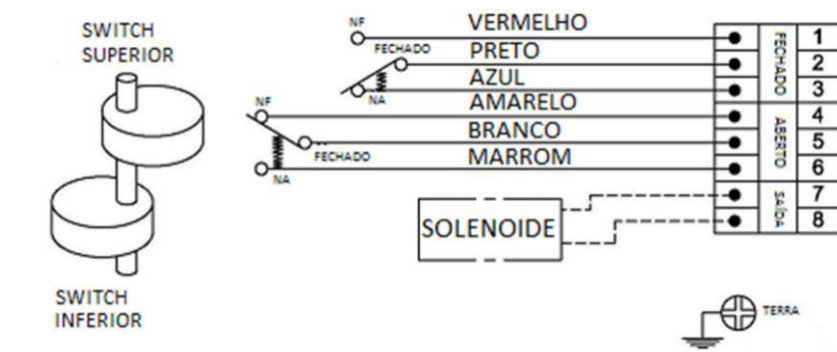 SWITCH
SUPERIOR
NF
VERMELHO
FECHADO
PRETO
AZUL
NA
NF
AMARELO
BRANCO
FECHADO
MARROM
NA
SOLENOIDE
FECHADO
ABERTO
SAÍDA
1
2
3
4
5
6
7
8
SWITCH
INFERIOR
TERRA